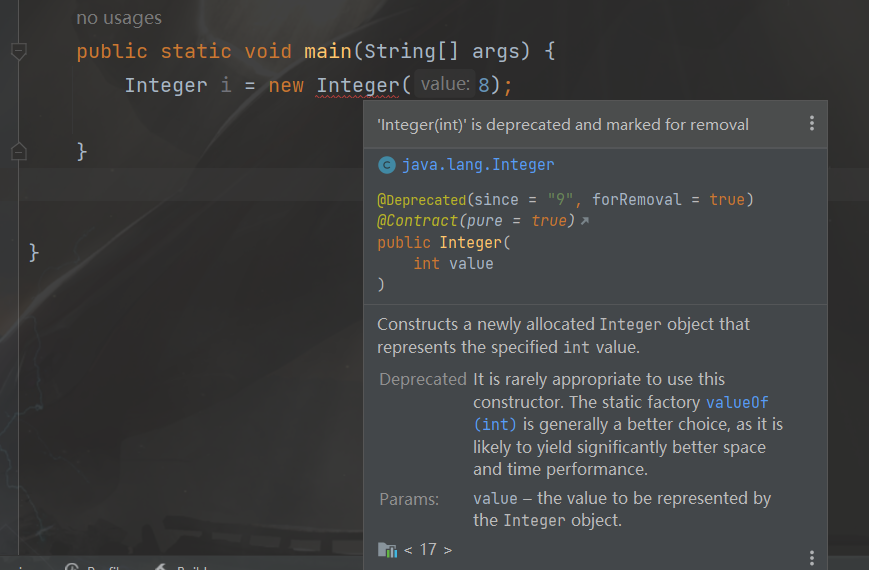 no usages
public static void main(String[] args) {
Integer i = new Integer( value: 8);
}
}
'Integer(int)' is deprecated and marked for removal
java.lang.Integer
@Deprecated(since = "9", forRemoval = true)
@Contract(pure = true)
public Integer(
int value
)
Constructs a newly allocated Integer object that
represents the specified int value.
Deprecated It is rarely appropriate to use this
constructor. The static factory valueOf
(int) is generally a better choice, as it is
likely to yield significantly better space
and time performance.
Params: value – the value to be represented by
the Integer object.
< 17 >